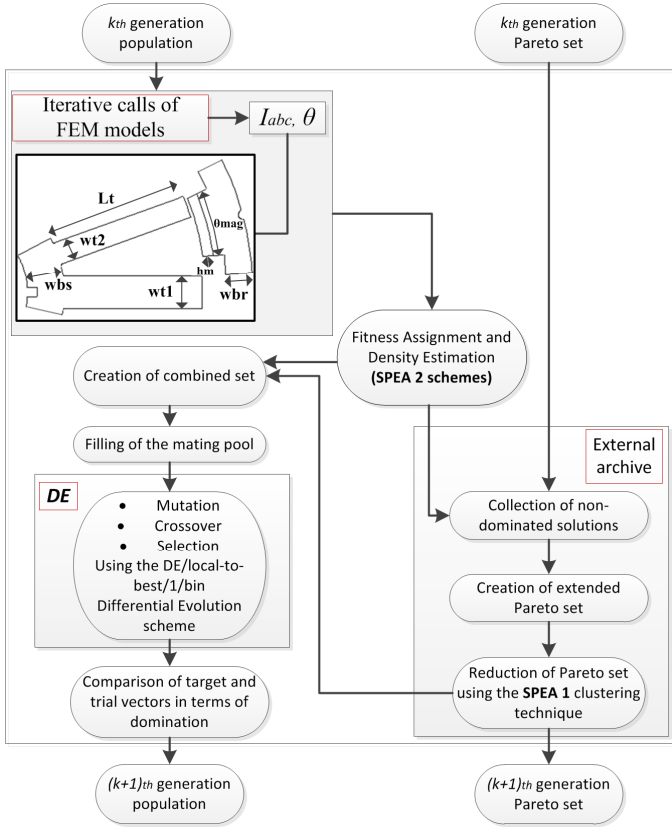 kth generation
population
kth generation
Pareto set
Iterative calls of
FEM models
Iabc, θ
Lt
wt2
θmag
wbs
hm
wt1
wbr
Fitness Assignment and
Density Estimation
(SPEA 2 schemes)
Creation of combined set
Filling of the mating pool
External
archive
DE
• Mutation
• Crossover
• Selection
Using the DE/local-to-
best/1/bin
Differential Evolution
scheme
Collection of non-
dominated solutions
Creation of extended
Pareto set
Comparison of target and
trial vectors in terms of
domination
Reduction of Pareto set
using the SPEA 1 clustering
technique
(k+1)th generation
population
(k+1)th generation
Pareto set